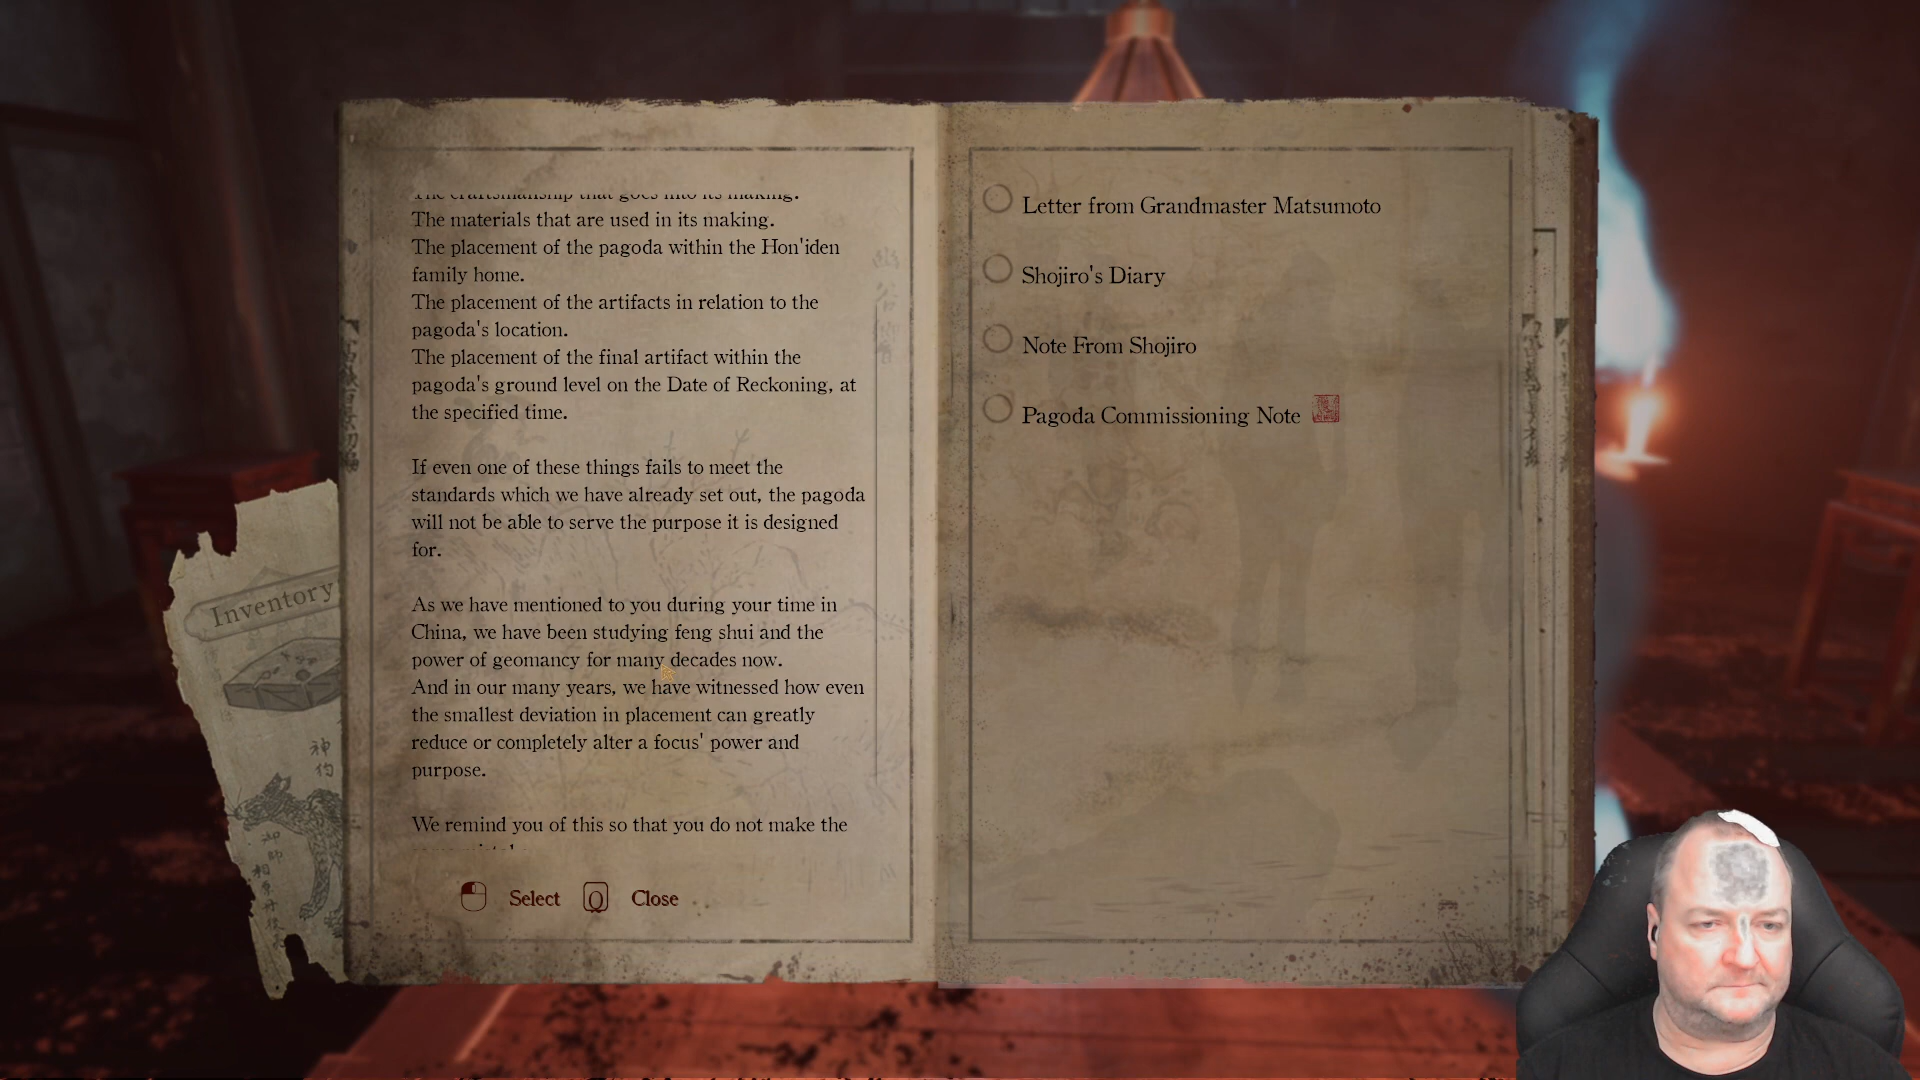 The craftsmanship that goes into its making.
The materials that are used in its making.
The placement of the pagoda within the Hon'iden
family home.
The placement of the artifacts in relation to the
pagoda's location.
The placement of the final artifact within the
pagoda's ground level on the Date of Reckoning, at
the specified time.
If even one of these things fails to meet the
standards which we have already set out, the pagoda
will not be able to serve the purpose it is designed
for.
As we have mentioned to you during your time in
China, we have been studying feng shui and the
power of geomancy for many decades now.
And in our many years, we have witnessed how even
the smallest deviation in placement can greatly
reduce or completely alter a focus' power and
purpose.
We remind you of this so that you do not make the
Select Q Close
Letter from Grandmaster Matsumoto
Shojiro's Diary
Note From Shojiro
Pagoda Commissioning Note
Inventory